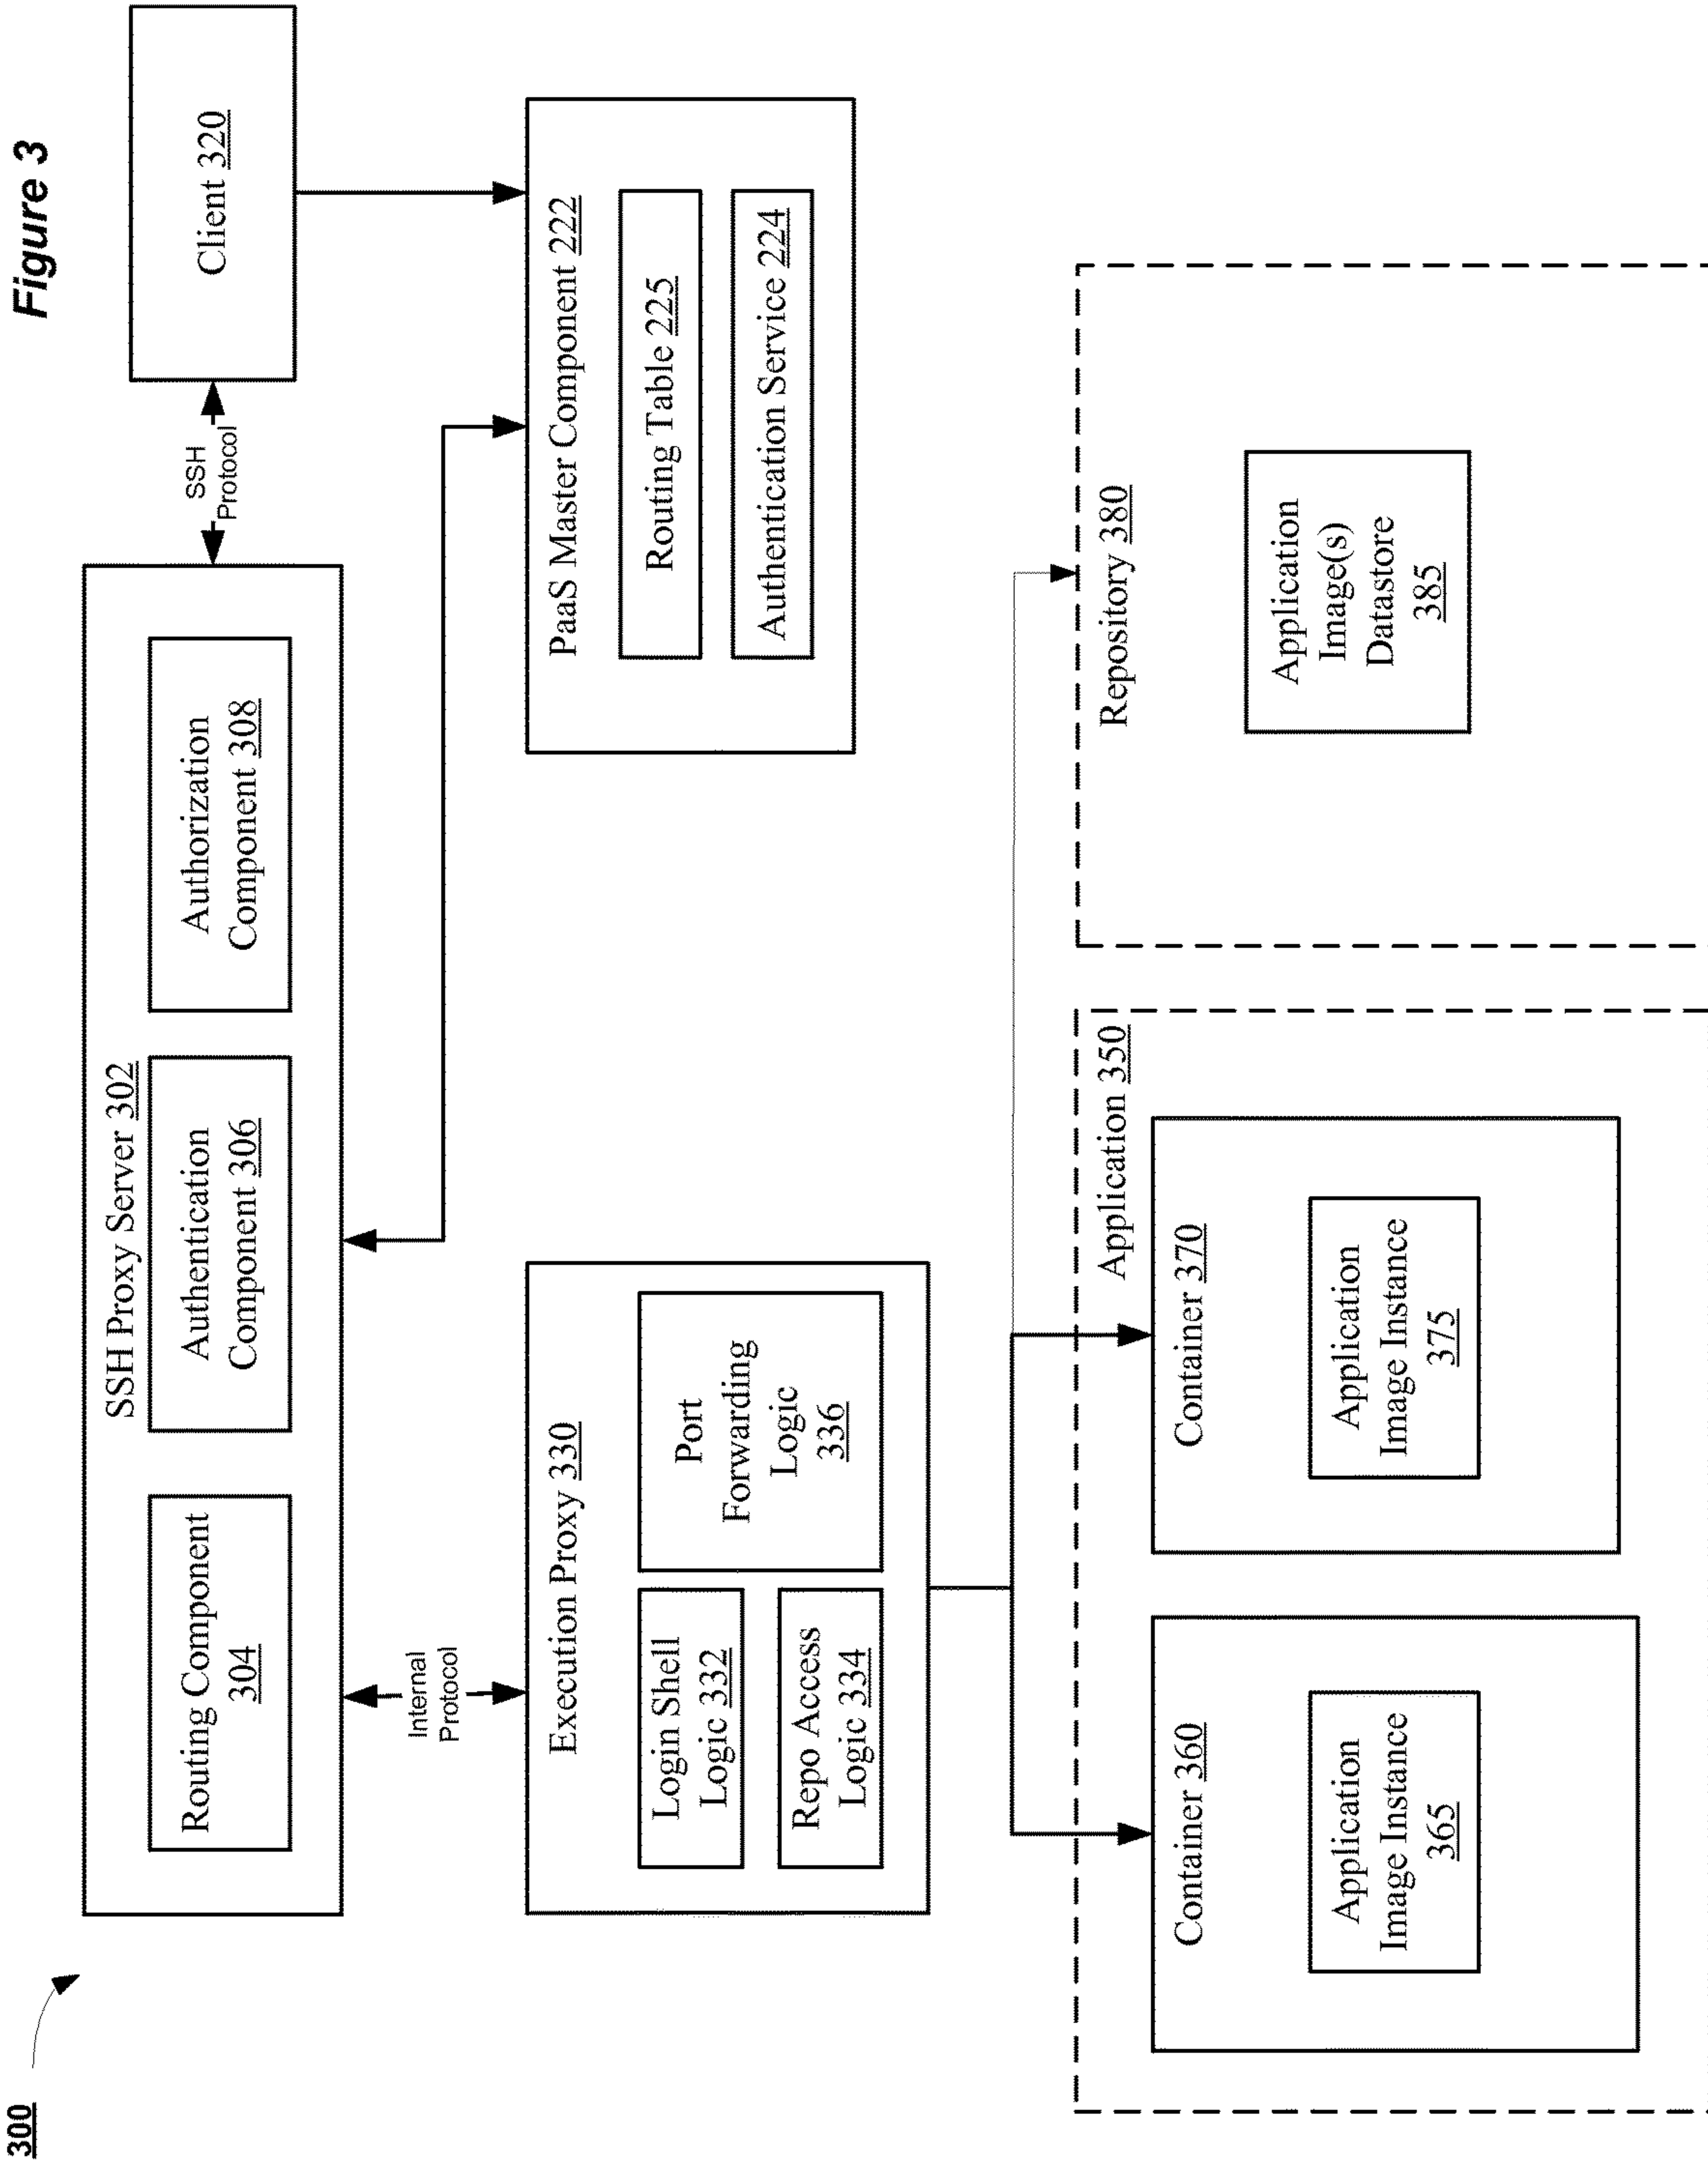 300
Figure 3
SSH Proxy Server 302
Routing Component
304
Authentication
Component 306
Authorization
Component 308
SSH
Protocol
Client 320
Internal
Protocol
Execution Proxy 330
Login Shell
Logic 332
Repo Access
Logic 334
Port
Forwarding
Logic
336
PaaS Master Component 222
Routing Table 225
Authentication Service 224
Application 350
Container 360
Application
Image Instance
365
Container 370
Application
Image Instance
375
Repository 380
Application
Image(s)
Datastore
385